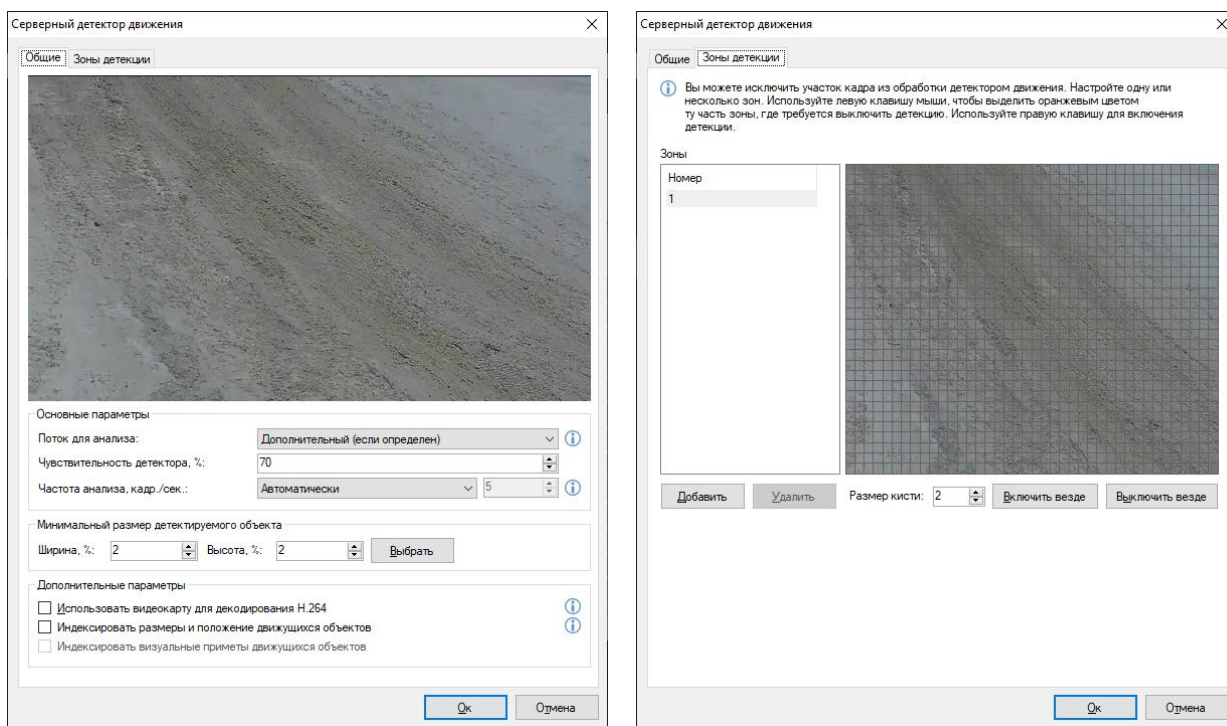 Серверный детектор движения
Общие Зоны детекции
Основные параметры
Поток для анализа: Дополнительный (если определен)
Чувствительность детектора, %: 70
Частота анализа, кадр./сек.: Автоматически 5
Минимальный размер детектируемого объекта
Ширина, %: 2 Высота, %: 2 Выбрать
Дополнительные параметры
Использовать видеокарту для декодирования H.264
Индексировать размеры и положение движущихся объектов
Индексировать визуальные приметы движущихся объектов
Ок Отмена
Серверный детектор движения
Общие Зоны детекции
Вы можете исключить участок кадра из обработки детектором движения. Настройте одну или
несколько зон. Используйте левую клавишу мыши, чтобы выделить оранжевым цветом
ту часть зоны, где требуется выключить детекцию. Используйте правую клавишу для включения
детекции.
Зоны
Номер
1
Добавить Удалить Размер кисти: 2 Включить везде Выключить везде
Ок Отмена